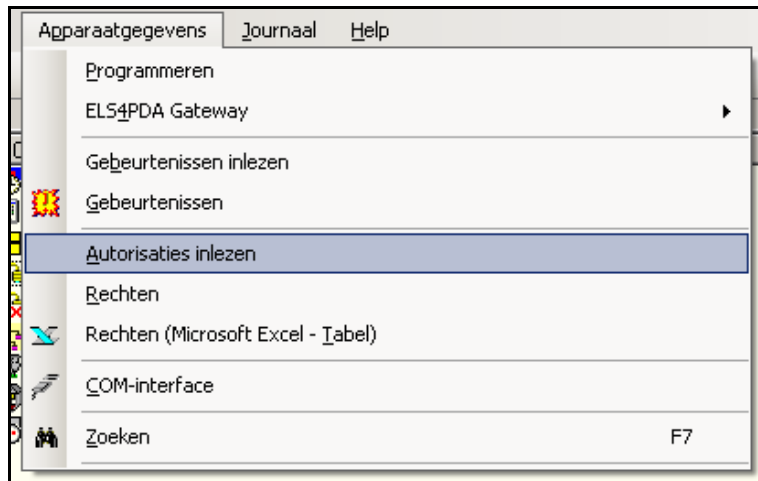 Apparaatgegevens Journaal Help
Programmeren
ELS4PDA Gateway
Gebeurtenissen inlezen
Gebeurtenissen
Autorisaties inlezen
Rechten
Rechten (Microsoft Excel - Tabel)
COM-interface
Zoeken F7